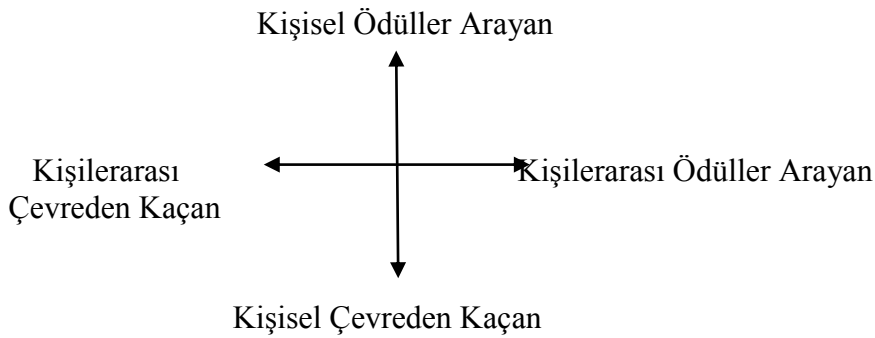 Kişisel Ödüller Arayan
Kişilerarası
Çevreden Kaçan
Kişilerarası Ödüller Arayan
Kişisel Çevreden Kaçan